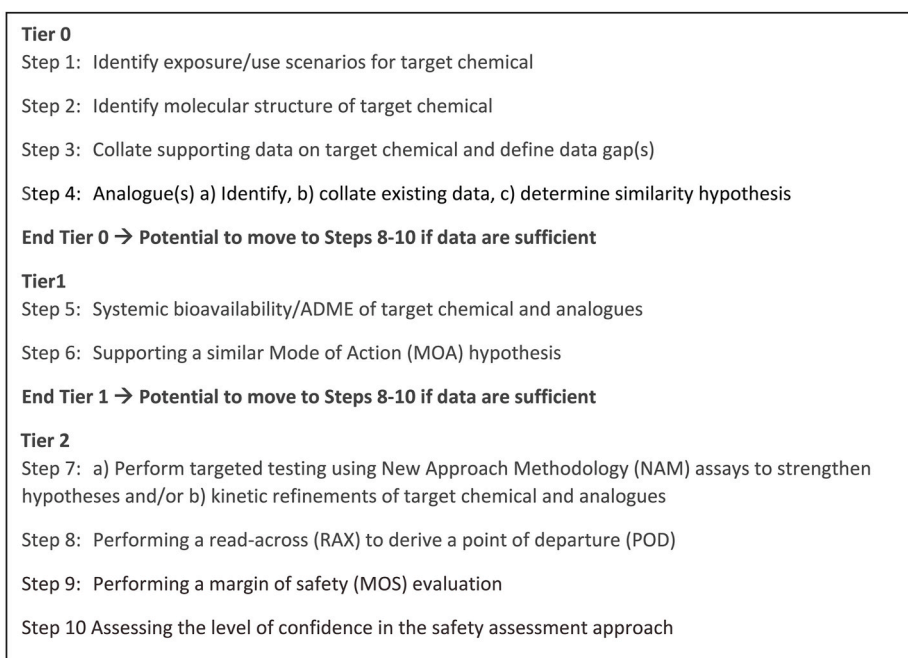 Tier 0
Step 1: Identify exposure/use scenarios for target chemical
Step 2: Identify molecular structure of target chemical
Step 3: Collate supporting data on target chemical and define data gap(s)
Step 4: Analogue(s) a) Identify, b) collate existing data, c) determine similarity hypothesis
End Tier 0 → Potential to move to Steps 8-10 if data are sufficient
Tier1
Step 5: Systemic bioavailability/ADME of target chemical and analogues
Step 6: Supporting a similar Mode of Action (MOA) hypothesis
End Tier 1 → Potential to move to Steps 8-10 if data are sufficient
Tier 2
Step 7: a) Perform targeted testing using New Approach Methodology (NAM) assays to strengthen
hypotheses and/or b) kinetic refinements of target chemical and analogues
Step 8: Performing a read-across (RAX) to derive a point of departure (POD)
Step 9: Performing a margin of safety (MOS) evaluation
Step 10 Assessing the level of confidence in the safety assessment approach